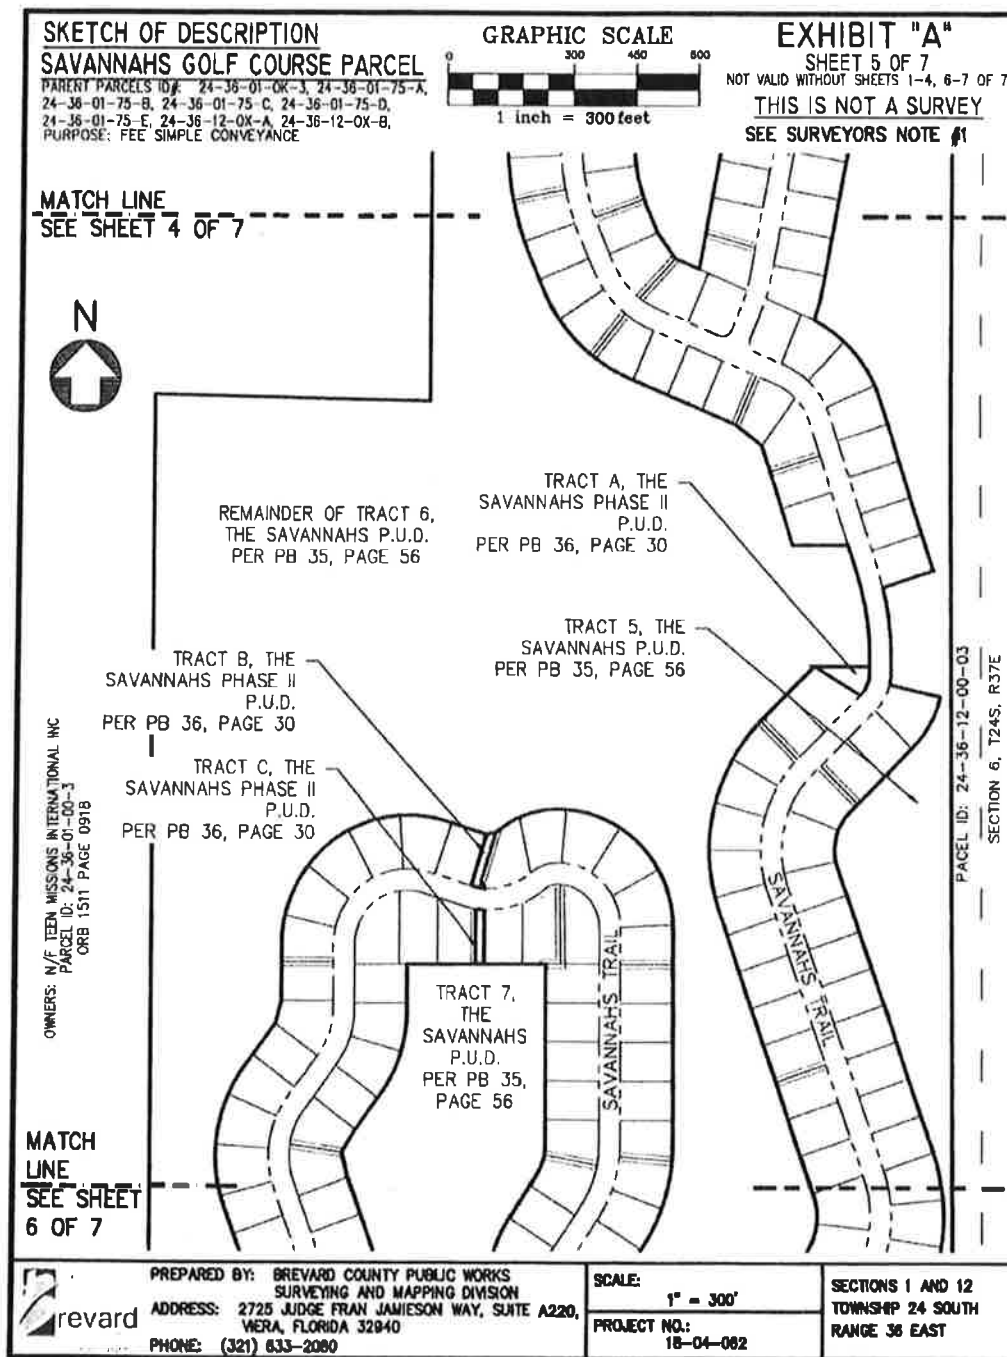 SKETCH OF DESCRIPTION
SAVANNAHS GOLF COURSE PARCEL
PARENT PARCELS ID#: 24-36-01-0K-3, 24-36-01-75-A,
24-36-01-75-B, 24-36-01-75-C, 24-36-01-75-D,
24-36-01-75-E, 24-36-12-0X-A, 24-36-12-0X-B,
PURPOSE: FEE SIMPLE CONVEYANCE
GRAPHIC SCALE
0 300 450 600
1 inch = 300 feet
EXHIBIT "A"
SHEET 5 OF 7
NOT VALID WITHOUT SHEETS 1-4, 6-7 OF 7
THIS IS NOT A SURVEY
SEE SURVEYORS NOTE #1
MATCH LINE
SEE SHEET 4 OF 7
N
TRACT A, THE
SAVANNAHS PHASE II
P.U.D.
PER PB 36, PAGE 30
REMAINDER OF TRACT 6,
THE SAVANNAHS P.U.D.
PER PB 35, PAGE 56
TRACT 5, THE
SAVANNAHS P.U.D.
PER PB 35, PAGE 56
TRACT B, THE
SAVANNAHS PHASE II
P.U.D.
PER PB 36, PAGE 30
TRACT C, THE
SAVANNAHS PHASE II
P.U.D.
PER PB 36, PAGE 30
OWNERS: N/F TEEN MISSIONS INTERNATIONAL INC
PARCEL ID: 24-36-01-00-3
ORB 1511 PAGE 0918
PACEL ID: 24-36-12-00-03
SECTION 6, T24S, R37E
SAVANNAHS TRAIL
SAVANNAHS TRAIL
TRACT 7,
THE
SAVANNAHS
P.U.D.
PER PB 35,
PAGE 56
MATCH
LINE
SEE SHEET
6 OF 7
Brevard
PREPARED BY: BREVARD COUNTY PUBLIC WORKS
SURVEYING AND MAPPING DIVISION
ADDRESS: 2725 JUDGE FRAN JAMIESON WAY, SUITE A220,
VIERA, FLORIDA 32940
PHONE: (321) 633-2080
SCALE:
1" = 300'
PROJECT NO.:
18-04-062
SECTIONS 1 AND 12
TOWNSHIP 24 SOUTH
RANGE 36 EAST